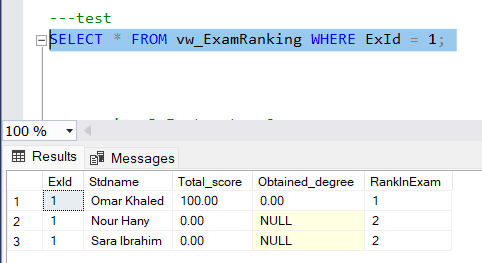 ---test
SELECT * FROM vw_ExamRanking WHERE ExId = 1;
100 %
Results Messages
ExId Stdname Total_score Obtained_degree RankInExam
1 1 Omar Khaled 100.00 0.00 1
2 1 Nour Hany 0.00 NULL 2
3 1 Sara Ibrahim 0.00 NULL 2